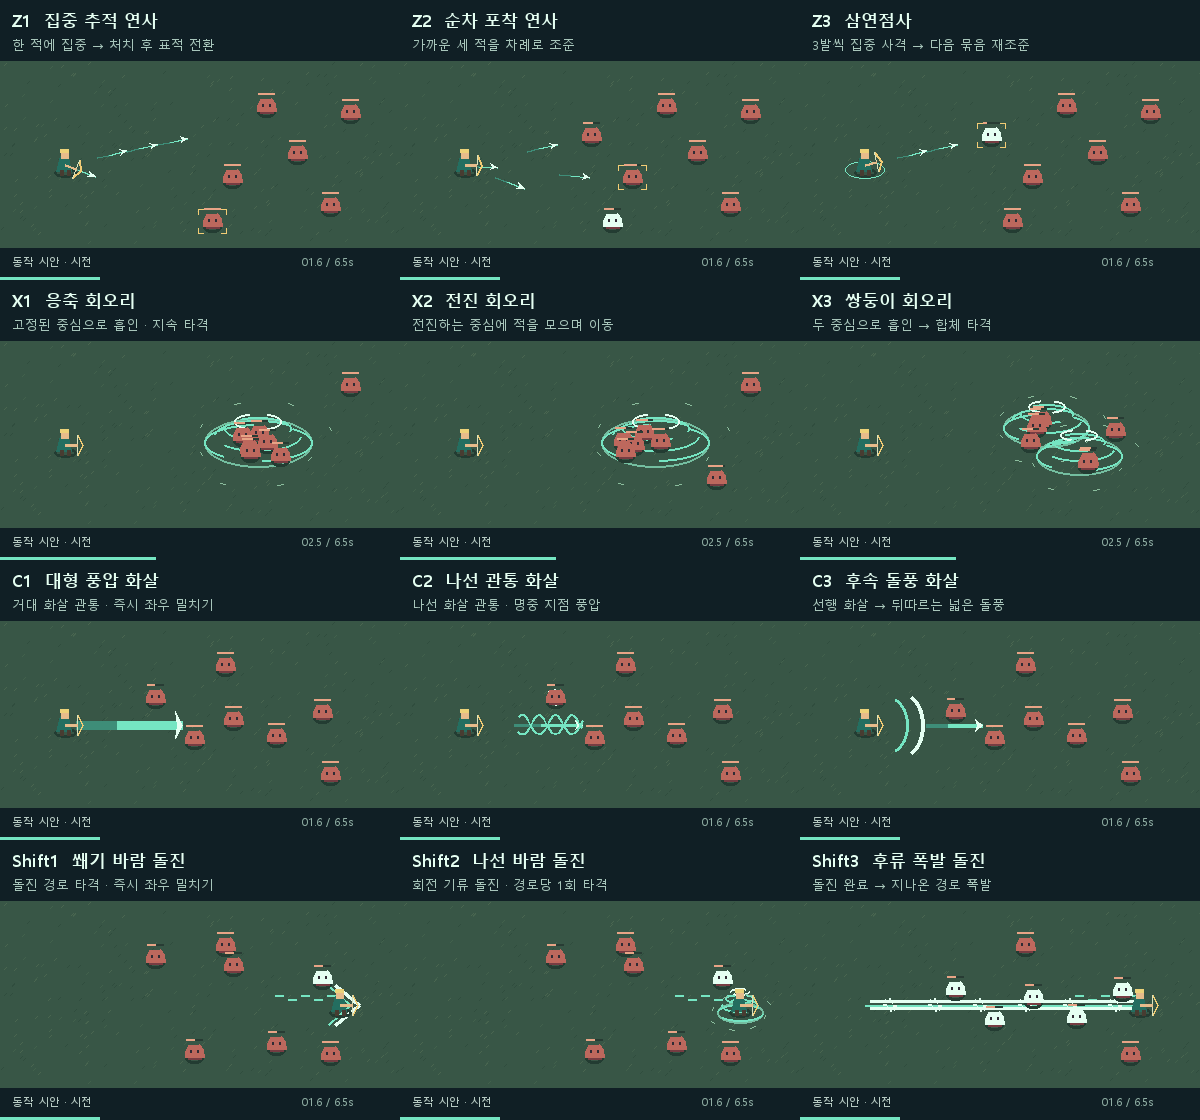 Z1 집중 추적 연사
한 적에 집중 → 처치 후 표적 전환
동작 시안 · 시전 01.6 / 6.5s
Z2 순차 포착 연사
가까운 세 적을 차례로 조준
동작 시안 · 시전 01.6 / 6.5s
Z3 삼연점사
3발씩 집중 사격 → 다음 묶음 재조준
동작 시안 · 시전 01.6 / 6.5s
X1 응축 회오리
고정된 중심으로 흡인 · 지속 타격
동작 시안 · 시전 02.5 / 6.5s
X2 전진 회오리
전진하는 중심에 적을 모으며 이동
동작 시안 · 시전 02.5 / 6.5s
X3 쌍둥이 회오리
두 중심으로 흡인 → 합체 타격
동작 시안 · 시전 02.5 / 6.5s
C1 대형 풍압 화살
거대 화살 관통 · 즉시 좌우 밀치기
동작 시안 · 시전 01.6 / 6.5s
C2 나선 관통 화살
나선 화살 관통 · 명중 지점 풍압
동작 시안 · 시전 01.6 / 6.5s
C3 후속 돌풍 화살
선행 화살 → 뒤따르는 넓은 돌풍
동작 시안 · 시전 01.6 / 6.5s
Shift1 쐐기 바람 돌진
돌진 경로 타격 · 즉시 좌우 밀치기
동작 시안 · 시전 01.6 / 6.5s
Shift2 나선 바람 돌진
회전 기류 돌진 · 경로당 1회 타격
동작 시안 · 시전 01.6 / 6.5s
Shift3 후류 폭발 돌진
돌진 완료 → 지나온 경로 폭발
동작 시안 · 시전 01.6 / 6.5s